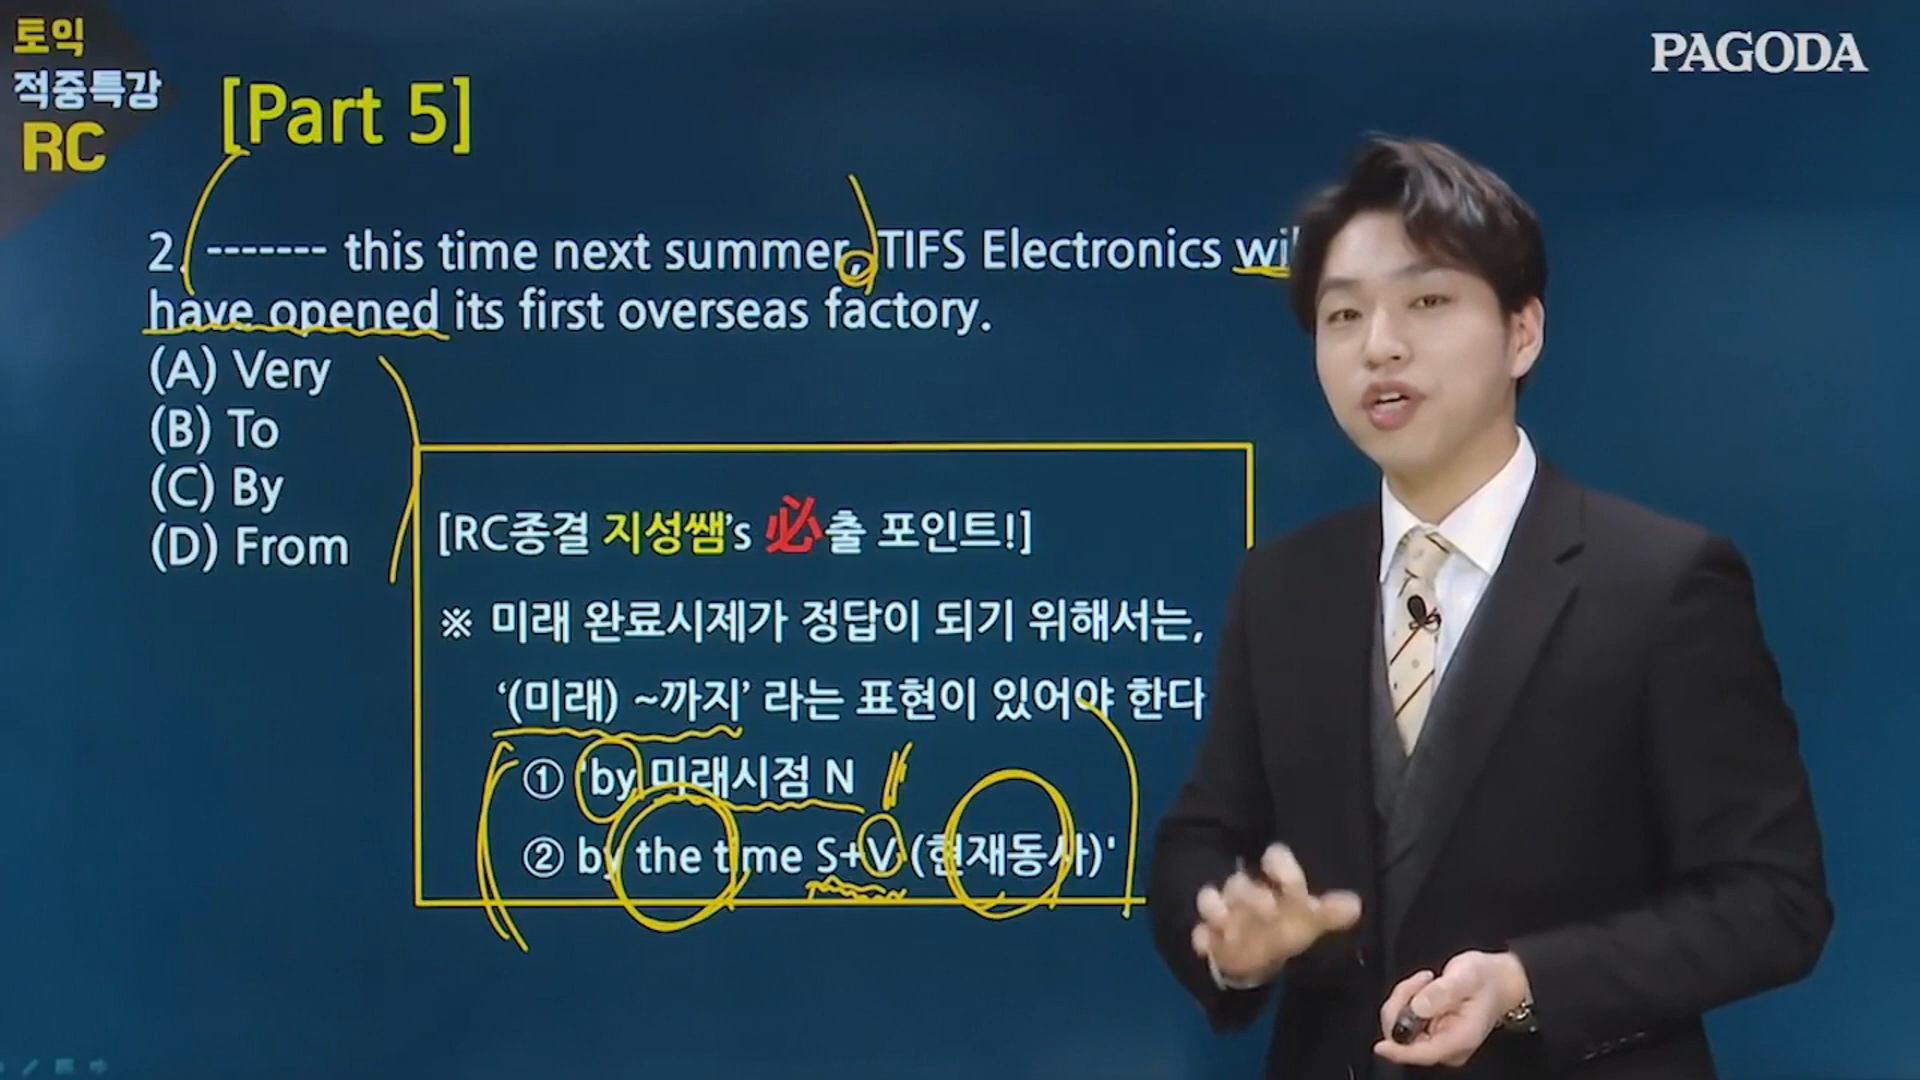 토익
적중특강
RC
PAGODA
[Part 5]
2. ------- this time next summer, TIFS Electronics
have opened its first overseas factory.
(A) Very
(B) To
(C) By
(D) From
[RC종결 지성쌤's 必출 포인트!]
※ 미래 완료시제가 정답이 되기 위해서는,
‘(미래) ~까지’ 라는 표현이 있어야 한다
① 'by 미래시점 N
② by the time S+V (현재동사)'